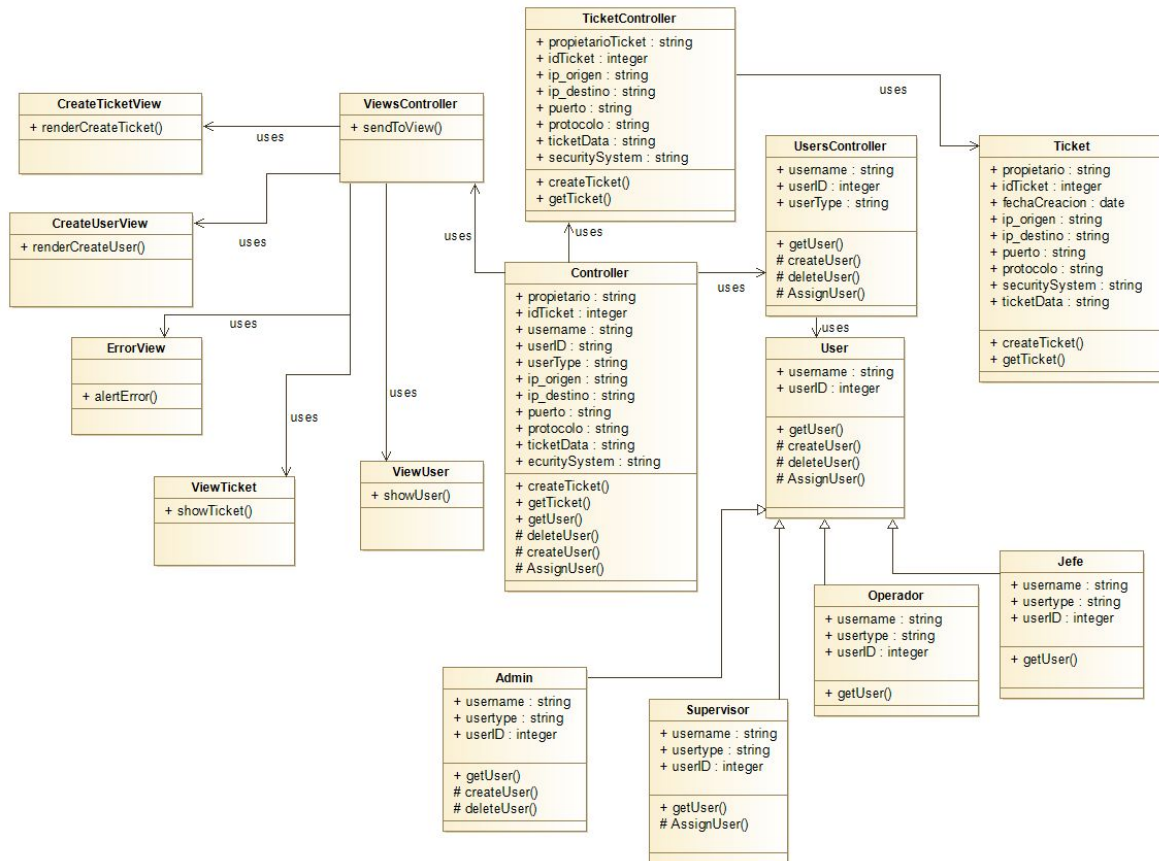 TicketController
+ propietarioTicket : string
+ idTicket : integer
+ ip_origen : string
+ ip_destino : string
+ puerto : string
+ protocolo : string
+ ticketData : string
+ securitySystem : string
+ createTicket()
+ getTicket()
uses
CreateTicketView
+ renderCreateTicket()
uses
ViewsController
+ sendToView()
UsersController
+ username : string
+ userID : integer
+ userType : string
+ getUser()
# createUser()
# deleteUser()
# AssignUser()
Ticket
+ propietario : string
+ idTicket : integer
+ fechaCreacion : date
+ ip_origen : string
+ ip_destino : string
+ puerto : string
+ protocolo : string
+ securitySystem : string
+ ticketData : string
+ createTicket()
+ getTicket()
CreateUserView
+ renderCreateUser()
uses
uses
uses
uses
Controller
+ propietario : string
+ idTicket : integer
+ username : string
+ userID : string
+ userType : string
+ ip_origen : string
+ ip_destino : string
+ puerto : string
+ protocolo : string
+ ticketData : string
+ ecuritySystem : string
+ createTicket()
+ getTicket()
+ getUser()
# deleteUser()
# createUser()
# AssignUser()
uses
uses
ErrorView
+ alertError()
User
+ username : string
+ userID : integer
+ getUser()
# createUser()
# deleteUser()
# AssignUser()
uses
uses
ViewTicket
+ showTicket()
ViewUser
+ showUser()
Jefe
+ username : string
+ usertype : string
+ userID : integer
+ getUser()
Operador
+ username : string
+ usertype : string
+ userID : integer
+ getUser()
Admin
+ username : string
+ usertype : string
+ userID : integer
+ getUser()
# createUser()
# deleteUser()
Supervisor
+ username : string
+ usertype : string
+ userID : integer
+ getUser()
# AssignUser()